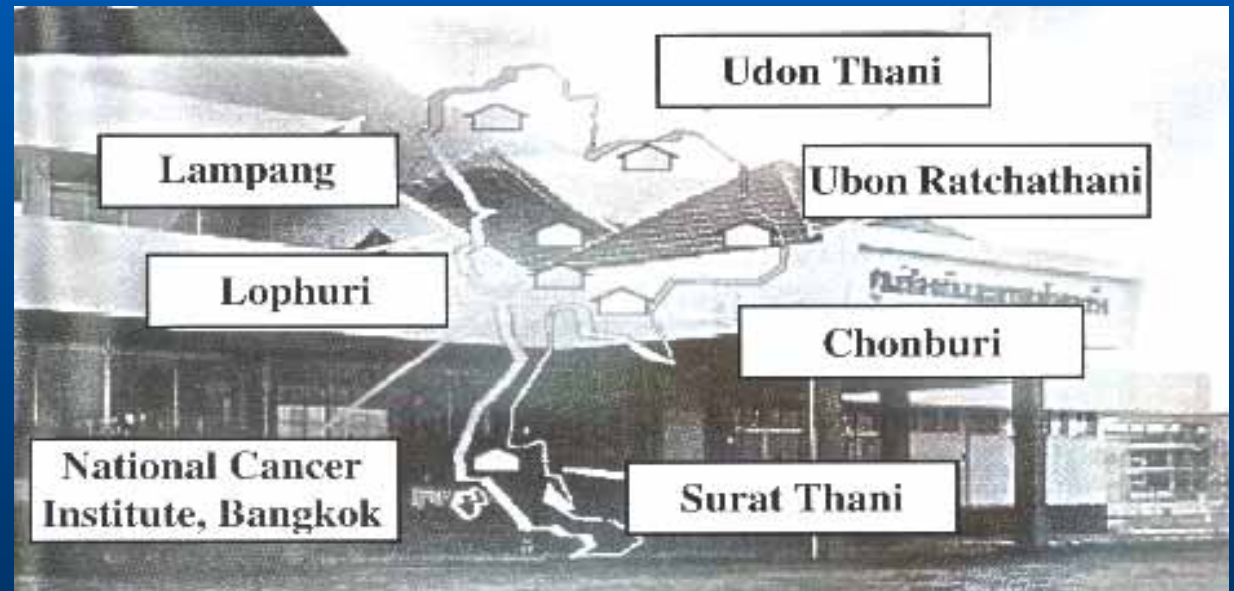 Udon Thani
Lampang
Ubon Ratchathani
Lophuri
Chonburi
National Cancer
Institute, Bangkok
Surat Thani